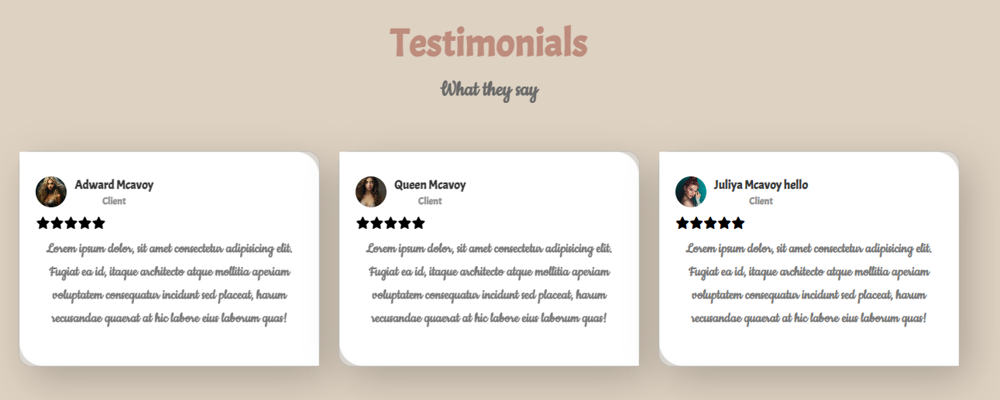 Testimonials
What they say
Adward Mcavoy
Client
Lorem ipsum dolor, sit amet consectetur adipisicing elit.
Fugiat ea id, itaque architecto atque mollitia aperiam
voluptatem consequatur incidunt sed placeat, harum
recusandae quaerat at hic labore eius laborum quas!
Queen Mcavoy
Client
Lorem ipsum dolor, sit amet consectetur adipisicing elit.
Fugiat ea id, itaque architecto atque mollitia aperiam
voluptatem consequatur incidunt sed placeat, harum
recusandae quaerat at hic labore eius laborum quas!
Juliya Mcavoy hello
Client
Lorem ipsum dolor, sit amet consectetur adipisicing elit.
Fugiat ea id, itaque architecto atque mollitia aperiam
voluptatem consequatur incidunt sed placeat, harum
recusandae quaerat at hic labore eius laborum quas!